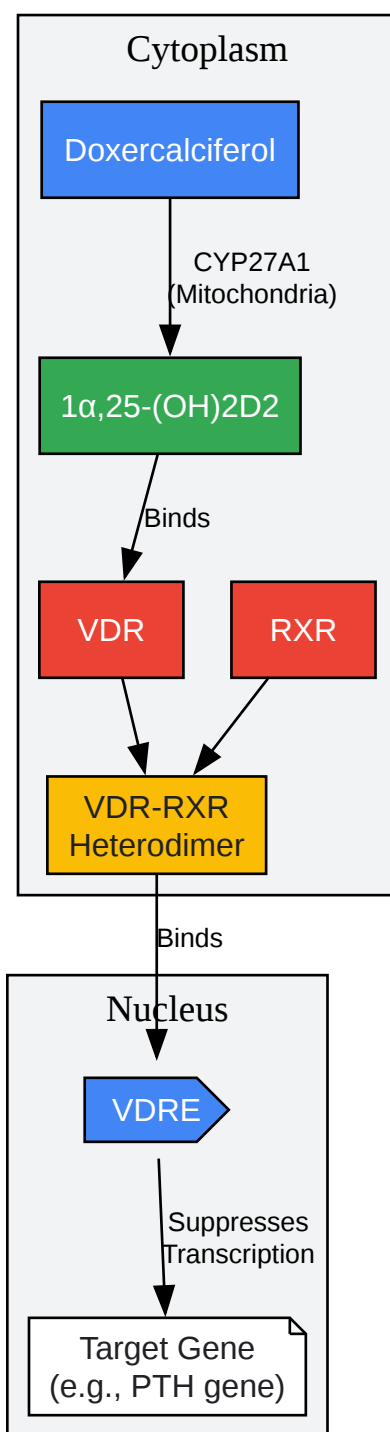 Cytoplasm
Doxercalciferol
CYP27A1
(Mitochondria)
1α,25-(OH)2D2
Binds
VDR
RXR
VDR-RXR
Heterodimer
Binds
Nucleus
VDRE
Suppresses
Transcription
Target Gene
(e.g., PTH gene)